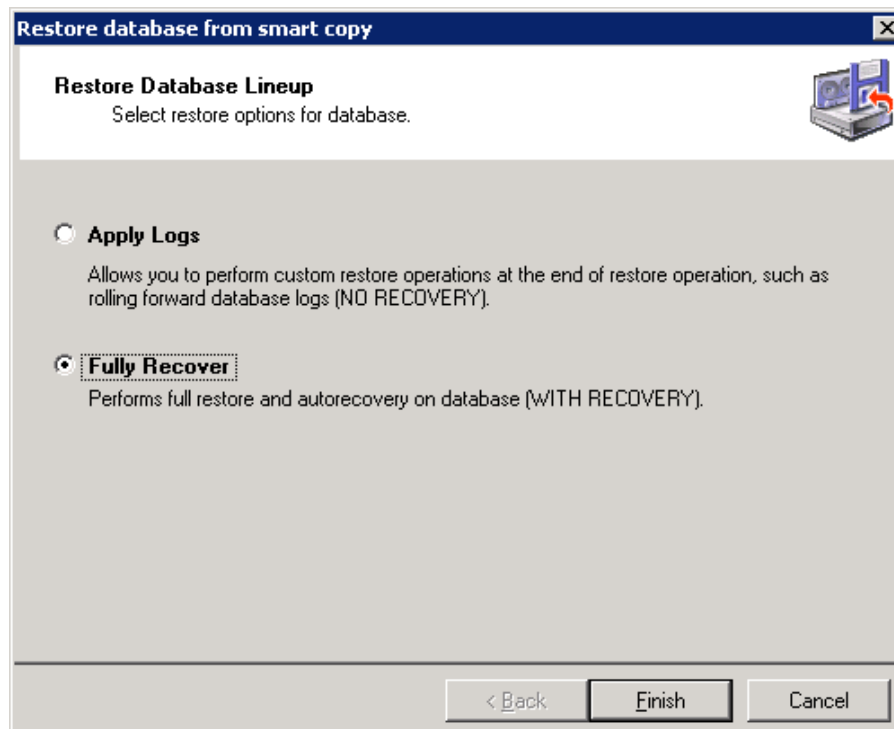 Restore database from smart copy
Restore Database Lineup
Select restore options for database.
Apply Logs
Allows you to perform custom restore operations at the end of restore operation, such as
rolling forward database logs (NO RECOVERY).
Fully Recover
Performs full restore and autorecovery on database (WITH RECOVERY).
< Back
Finish
Cancel